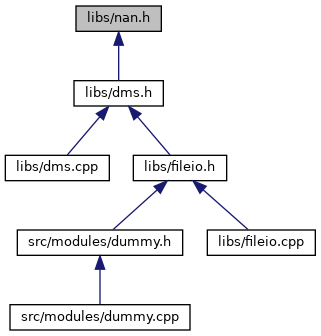 libs/nan.h
libs/dms.h
libs/dms.cpp
libs/fileio.h
src/modules/dummy.h
libs/fileio.cpp
src/modules/dummy.cpp